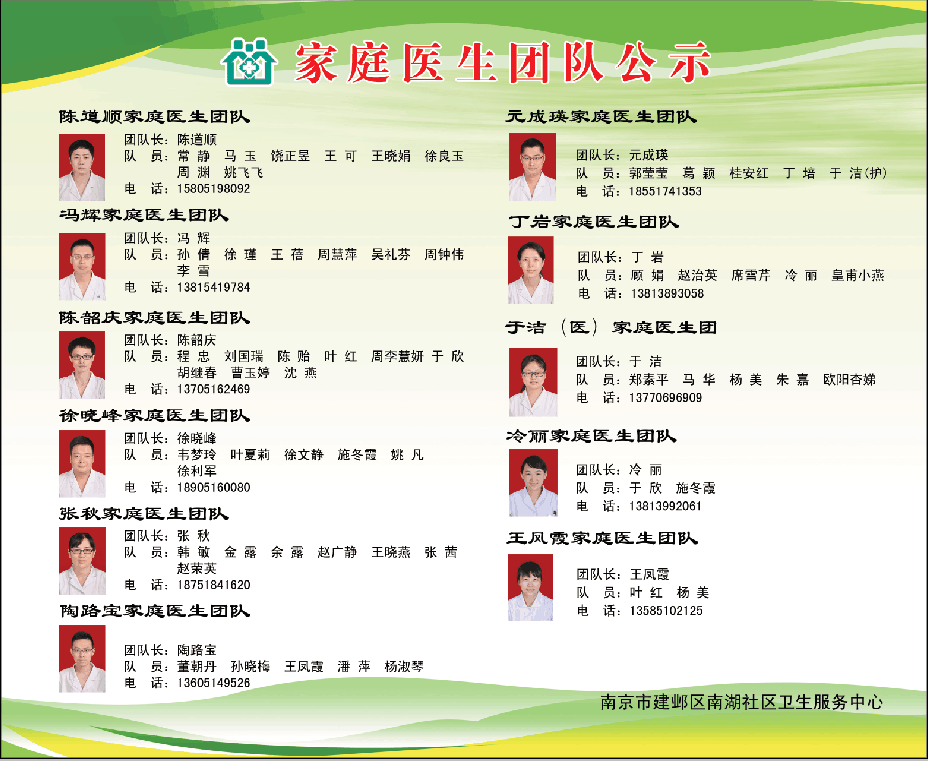 家庭医生团队公示
陈道顺家庭医生团队
团队长：陈道顺
队 员：常 静 马 玉 饶正昱 王 可 王晓娟 徐良玉
周 渊 姚飞飞
电 话：15805198092
冯辉家庭医生团队
团队长：冯 辉
队 员：孙 倩 徐 瑾 王 蓓 周慧萍 吴礼芬 周钟伟
李 雪
电 话：13815419784
陈韶庆家庭医生团队
团队长：陈韶庆
队 员：程 忠 刘国瑞 陈 贻 叶 红 周李慧妍 于 欣
胡继春 曹玉婷 沈 燕
电 话：13705162469
徐晓峰家庭医生团队
团队长：徐晓峰
队 员：韦梦玲 叶夏莉 徐文静 施冬霞 姚 凡
徐利军
电 话：18905160080
张秋家庭医生团队
团队长：张 秋
队 员：韩 敏 金 露 余 露 赵广静 王晓燕 张 茜
赵荣英
电 话：18751841620
陶路宝家庭医生团队
团队长：陶路宝
队 员：董朝丹 孙晓梅 王凤霞 潘 萍 杨淑琴
电 话：13605149526
元成瑛家庭医生团队
团队长：元成瑛
队 员：郭莹莹 葛 颖 桂安红 丁 培 于 洁(护)
电 话：18551741353
丁岩家庭医生团队
团队长：丁 岩
队 员：顾 娟 赵治英 席雪芹 冷 丽 皇甫小燕
电 话：13813893058
于洁（医）家庭医生团
团队长：于 洁
队 员：郑素平 马 华 杨 美 朱 嘉 欧阳杏娣
电 话：13770696909
冷丽家庭医生团队
团队长：冷 丽
队 员：于 欣 施冬霞
电 话：13813992061
王凤霞家庭医生团队
团队长：王凤霞
队 员：叶 红 杨 美
电 话：13585102125
南京市建邺区南湖社区卫生服务中心